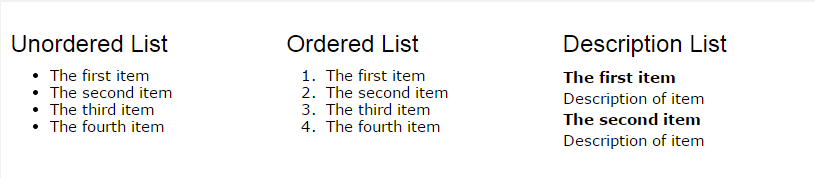 Unordered List
• The first item
• The second item
• The third item
• The fourth item
Ordered List
1. The first item
2. The second item
3. The third item
4. The fourth item
Description List
The first item
Description of item
The second item
Description of item